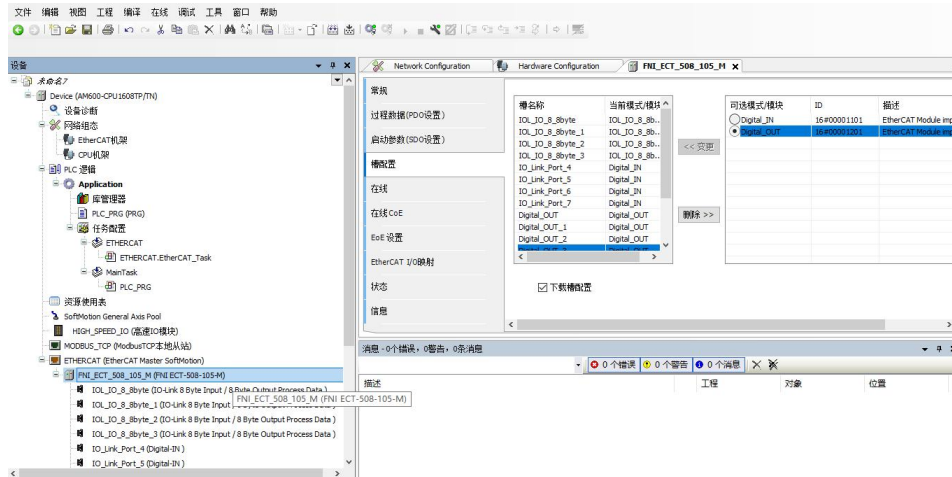 文件 编辑 视图 工程 编译 在线 调试 工具 窗口 帮助
设备
未命名7
Device (AM600-CPU1608TP/TN)
设备诊断
网络组态
EtherCAT机架
CPU机架
PLC 逻辑
Application
库管理器
PLC_PRG (PRG)
任务配置
ETHERCAT
ETHERCAT.EtherCAT_Task
MainTask
PLC_PRG
资源使用表
SoftMotion General Axis Pool
HIGH_SPEED_IO (高速IO模块)
MODBUS_TCP (ModbusTCP本地从站)
ETHERCAT (EtherCAT Master SoftMotion)
FNI_ECT_508_105_M (FNI ECT-508-105-M)
IOL_IO_8_8byte (IO-Link 8 Byte Input / 8 Byte Output Process Data )
FNI_ECT_508_105_M (FNI ECT-508-105-M)
IOL_IO_8_8byte_1 (IO-Link 8 Byte Input
IOL_IO_8_8byte_2 (IO-Link 8 Byte Input / 8 Byte Output Process Data )
IOL_IO_8_8byte_3 (IO-Link 8 Byte Input / 8 Byte Output Process Data )
IO_Link_Port_4 (Digital-IN )
IO_Link_Port_5 (Digital-IN )
Network Configuration Hardware Configuration FNI_ECT_508_105_M
常规
过程数据(PDO设置)
启动参数(SDO设置)
槽配置
在线
在线CoE
EoE 设置
EtherCAT I/O映射
状态
信息
槽名称 当前模式/模块
IOL_IO_8_8byte IOL_IO_8_8b...
IOL_IO_8_8byte_1 IOL_IO_8_8b...
IOL_IO_8_8byte_2 IOL_IO_8_8b...
IOL_IO_8_8byte_3 IOL_IO_8_8b...
IO_Link_Port_4 Digital_IN
IO_Link_Port_5 Digital_IN
IO_Link_Port_6 Digital_IN
IO_Link_Port_7 Digital_IN
Digital_OUT Digital_OUT
Digital_OUT_1 Digital_OUT
Digital_OUT_2 Digital_OUT
<< 变更
删除 >>
可选模式/模块 ID 描述
Digital_IN 16#00001101 EtherCAT Module imp
Digital_OUT 16#00001201 EtherCAT Module imp
下载槽配置
消息 - 0个错误，0警告，0条消息
0 个错误 0 个警告 0 个消息
描述 工程 对象 位置